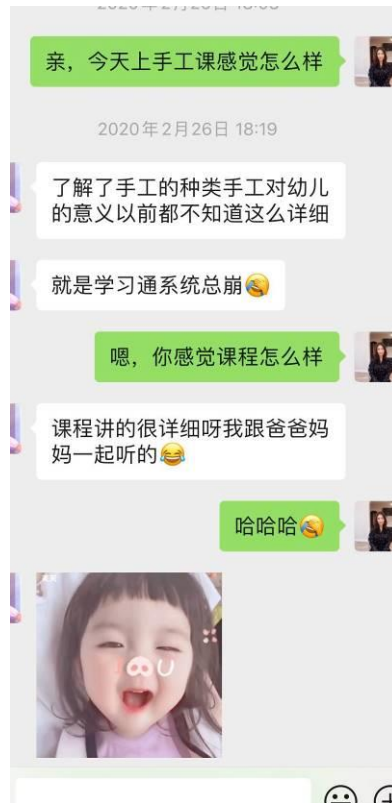 亲，今天上手工课感觉怎么样
2020年2月26日 18:19
了解了手工的种类手工对幼儿
的意义以前都不知道这么详细
就是学习通系统总崩
嗯，你感觉课程怎么样
课程讲的很详细呀我跟爸爸妈
妈一起听的
哈哈哈